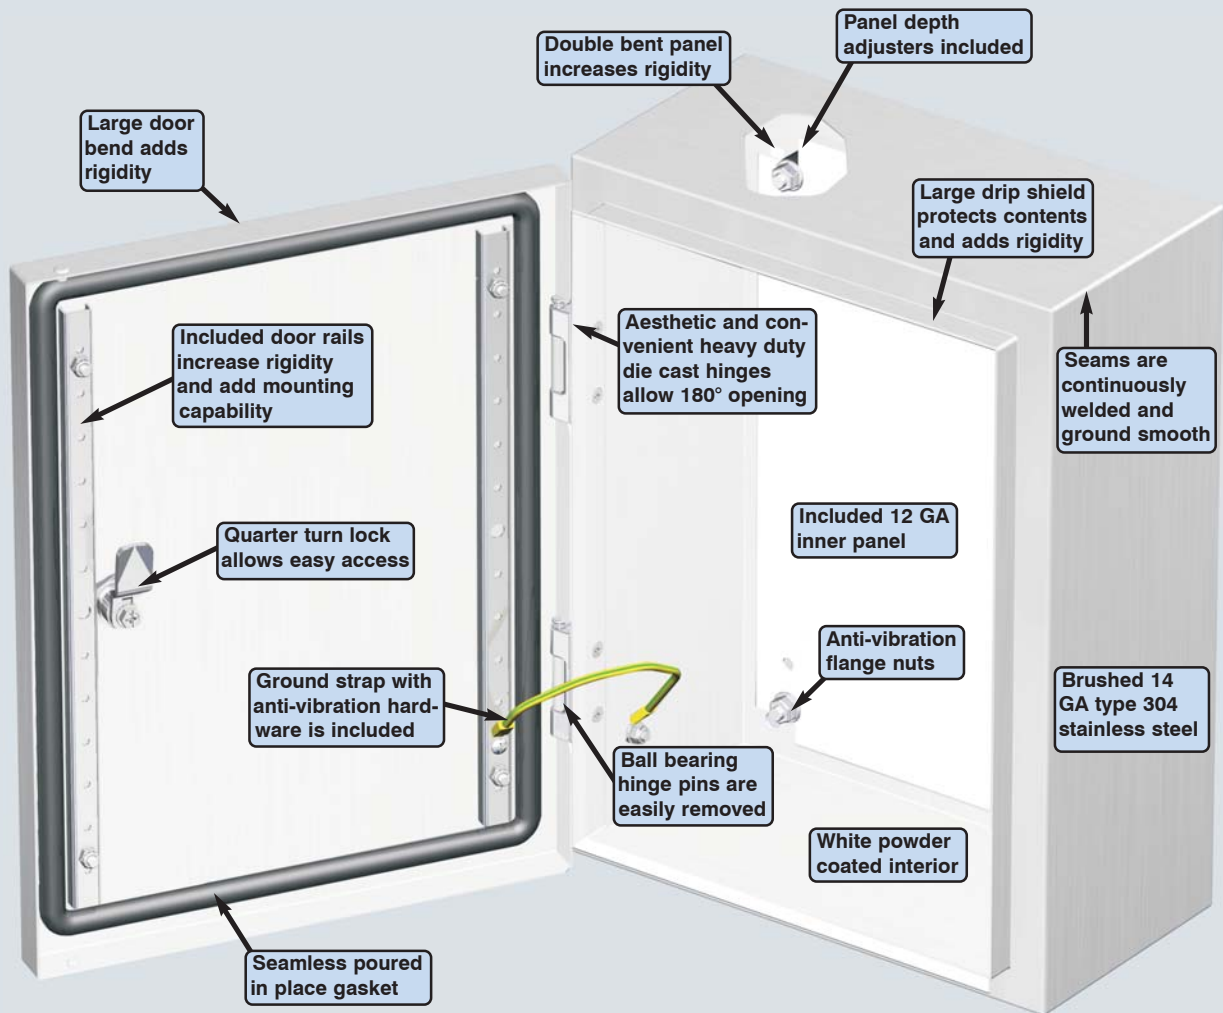 Panel depth
adjusters included
Double bent panel
increases rigidity
Large door
bend adds
rigidity
Large drip shield
protects contents
and adds rigidity
Included door rails
increase rigidity
and add mounting
capability
Aesthetic and con-
venient heavy duty
die cast hinges
allow 180° opening
Seams are
continuously
welded and
ground smooth
Quarter turn lock
allows easy access
Included 12 GA
inner panel
Anti-vibration
flange nuts
Ground strap with
anti-vibration hard-
ware is included
Brushed 14
GA type 304
stainless steel
Ball bearing
hinge pins are
easily removed
White powder
coated interior
Seamless poured
in place gasket